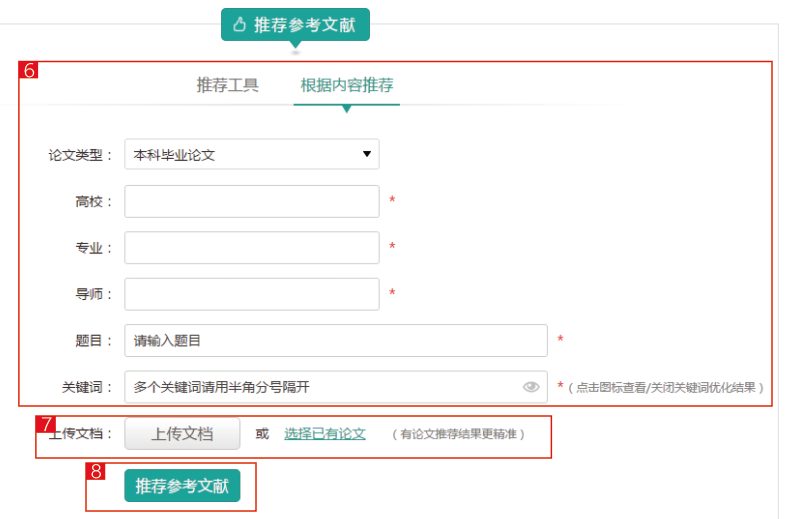 推荐参考文献
6
推荐工具 根据内容推荐
论文类型： 本科毕业论文
高校： *
专业： *
导师： *
题目： 请输入题目 *
关键词： 多个关键词请用半角分号隔开 *（点击图标查看/关闭关键词优化结果）
7
上传文档： 上传文档 或 选择已有论文 （有论文推荐结果更精准）
8
推荐参考文献